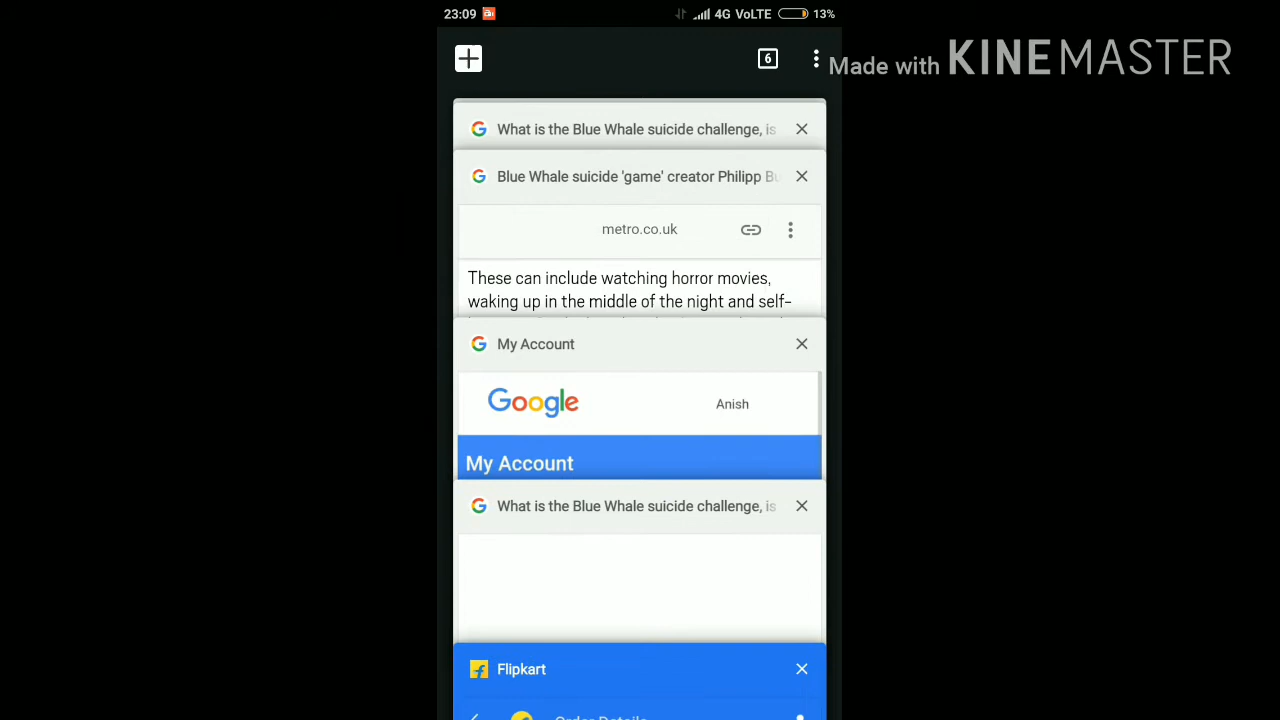 23:09 4G VoLTE 13%
6
Made with KINEMASTER
What is the Blue Whale suicide challenge, is
Blue Whale suicide 'game' creator Philipp Bu
metro.co.uk
These can include watching horror movies,
waking up in the middle of the night and self-
My Account
Google Anish
My Account
What is the Blue Whale suicide challenge, is
Flipkart
Order Details